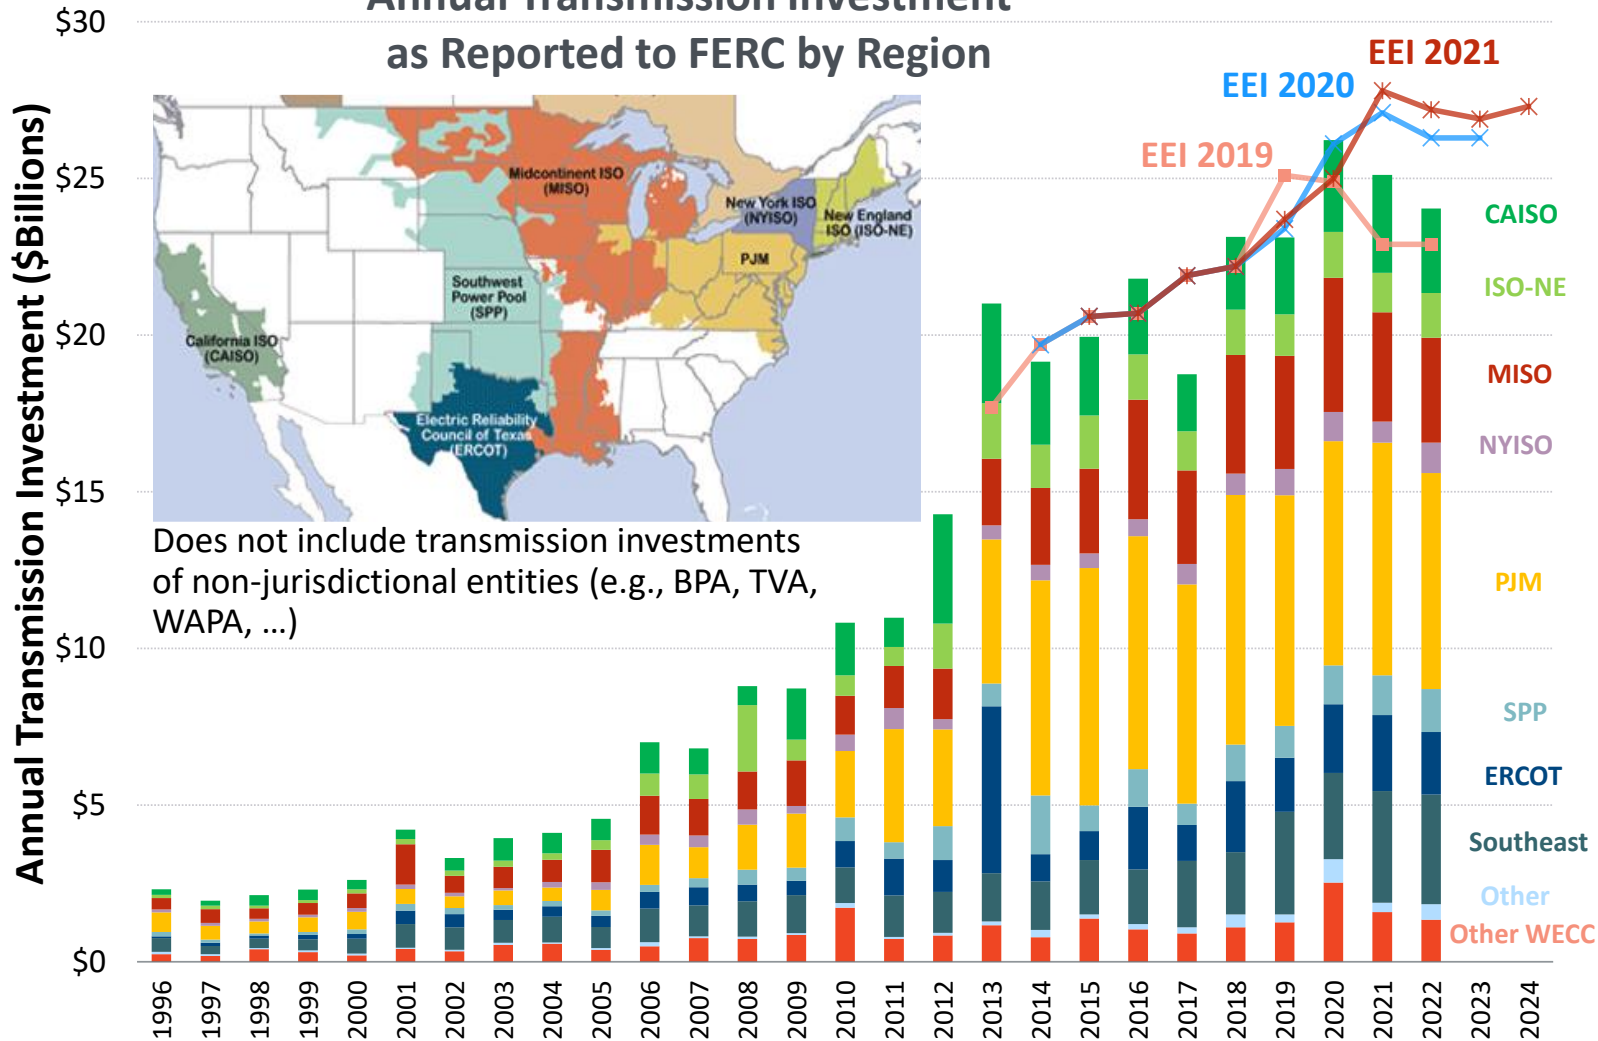 Annual Transmission Investment
as Reported to FERC by Region
Annual Transmission Investment ($Billions)
$30
$25
$20
$15
$10
$5
$0
EEI 2021
EEI 2020
EEI 2019
Midcontinent ISO
(MISO)
New York ISO
(NYISO)
New England
ISO (ISO-NE)
PJM
Southwest
Power Pool
(SPP)
California ISO
(CAISO)
Electric Reliability
Council of Texas
(ERCOT)
Does not include transmission investments
of non-jurisdictional entities (e.g., BPA, TVA,
WAPA, …)
CAISO
ISO-NE
MISO
NYISO
PJM
SPP
ERCOT
Southeast
Other
Other WECC
1996
1997
1998
1999
2000
2001
2002
2003
2004
2005
2006
2007
2008
2009
2010
2011
2012
2013
2014
2015
2016
2017
2018
2019
2020
2021
2022
2023
2024